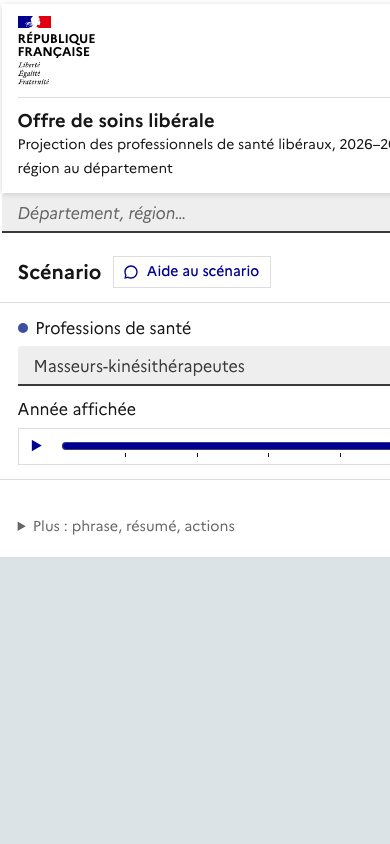 RÉPUBLIQUE
FRANÇAISE
Liberté
Égalité
Fraternité
Offre de soins libérale
Projection des professionnels de santé libéraux, 2026–20
région au département
Département, région…
Scénario
Aide au scénario
Professions de santé
Masseurs-kinésithérapeutes
Année affichée
Plus : phrase, résumé, actions